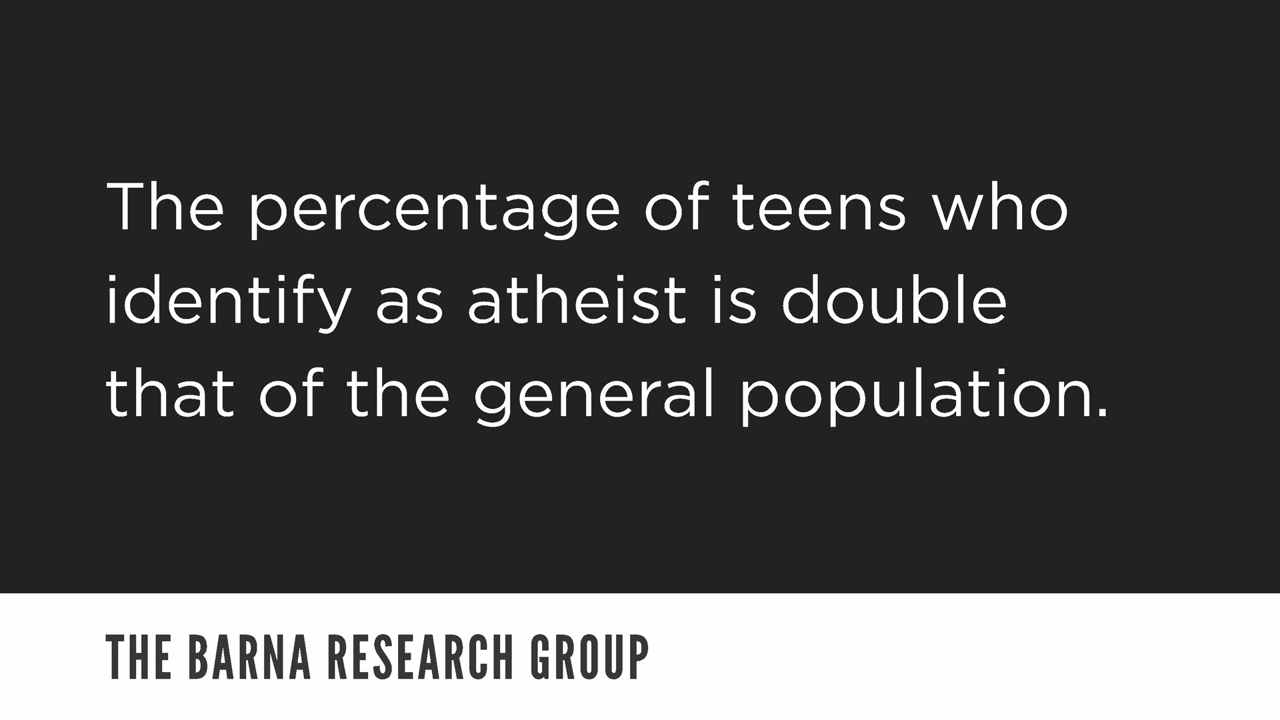 The percentage of teens who
identify as atheist is double
that of the general population.
THE BARNA RESEARCH GROUP